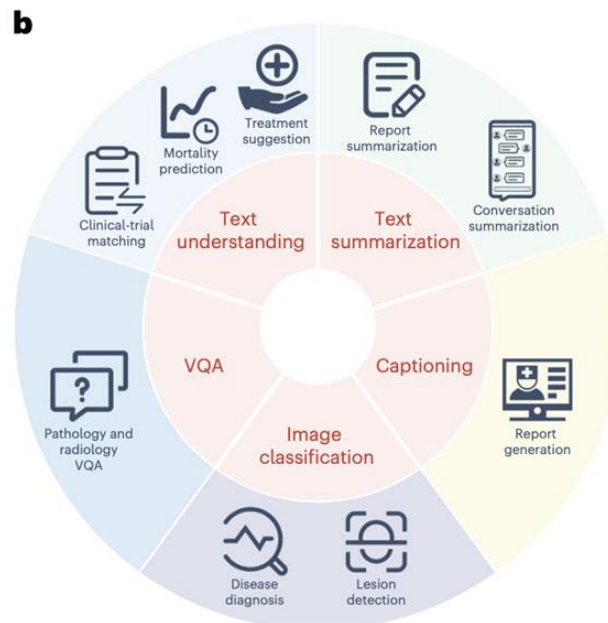 b
Treatment
suggestion
Mortality
prediction
Clinical-trial
matching
Report
summarization
Conversation
summarization
Text
understanding
Text
summarization
VQA
Captioning
Image
classification
?
Pathology and
radiology
VQA
Report
generation
Disease
diagnosis
Lesion
detection